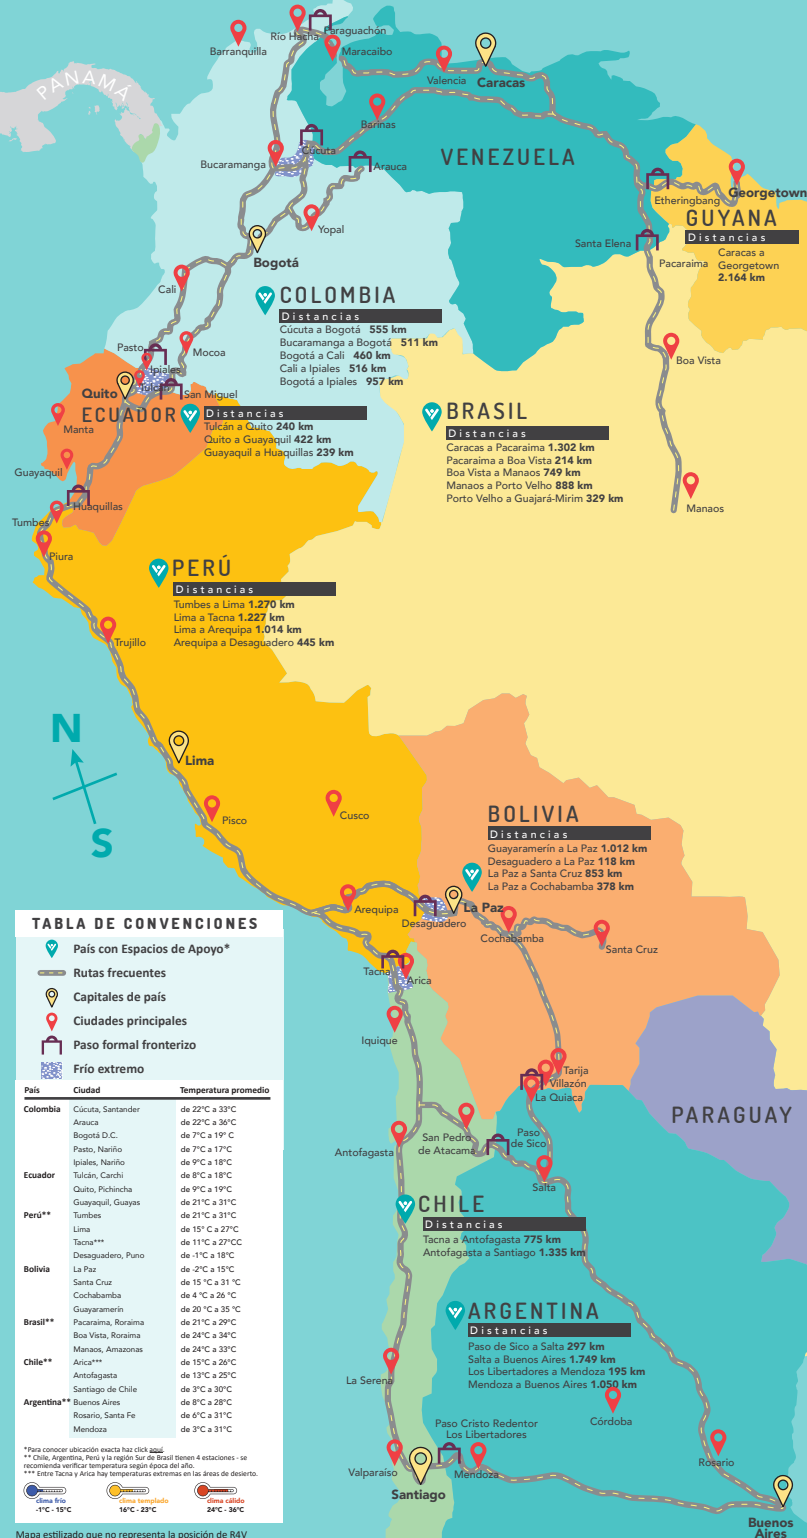 Río Hacha
Paraguachón
Barranquilla
Maracaibo
Valencia
Caracas
PANAMÁ
Barinas
Cúcuta
Bucaramanga
Arauca
VENEZUELA
Georgetown
Etheringbang
GUYANA
Distancias
Caracas a
Georgetown
2.164 km
Yopal
Santa Elena
Pacaraima
Bogotá
Cali
COLOMBIA
Distancias
Cúcuta a Bogotá 555 km
Bucaramanga a Bogotá 511 km
Bogotá a Cali 460 km
Cali a Ipiales 516 km
Bogotá a Ipiales 957 km
Pasto
Mocoa
Ipiales
Tulcán
San Miguel
Boa Vista
Quito
ECUADOR
Distancias
Tulcán a Quito 240 km
Quito a Guayaquil 422 km
Guayaquil a Huaquillas 239 km
Manta
Guayaquil
BRASIL
Distancias
Caracas a Pacaraima 1.302 km
Pacaraima a Boa Vista 214 km
Boa Vista a Manaos 749 km
Manaos a Porto Velho 888 km
Porto Velho a Guajará-Mirim 329 km
Manaos
Huaquillas
Tumbes
Piura
PERÚ
Distancias
Tumbes a Lima 1.270 km
Lima a Tacna 1.227 km
Lima a Arequipa 1.014 km
Arequipa a Desaguadero 445 km
Trujillo
N
S
Lima
Pisco
Cusco
BOLIVIA
Distancias
Guayaramerín a La Paz 1.012 km
Desaguadero a La Paz 118 km
La Paz a Santa Cruz 853 km
La Paz a Cochabamba 378 km
Arequipa
La Paz
Desaguadero
Cochabamba
Santa Cruz
Tacna
Arica
Iquique
Tarija
Villazón
La Quiaca
PARAGUAY
San Pedro
de Atacama
Paso
de Sico
Antofagasta
Salta
CHILE
Distancias
Tacna a Antofagasta 775 km
Antofagasta a Santiago 1.335 km
ARGENTINA
Distancias
Paso de Sico a Salta 297 km
Salta a Buenos Aires 1.749 km
Los Libertadores a Mendoza 195 km
Mendoza a Buenos Aires 1.050 km
La Serena
Córdoba
Paso Cristo Redentor
Los Libertadores
Valparaíso
Mendoza
Rosario
Santiago
Buenos
Aires
TABLA DE CONVENCIONES
País con Espacios de Apoyo*
Rutas frecuentes
Capitales de país
Ciudades principales
Paso formal fronterizo
Frío extremo
País Ciudad Temperatura promedio
Colombia Cúcuta, Santander de 22°C a 33°C
Arauca de 22°C a 36°C
Bogotá D.C. de 7°C a 19° C
Pasto, Nariño de 7°C a 17°C
Ipiales, Nariño de 9°C a 18°C
Ecuador Tulcán, Carchi de 8°C a 18°C
Quito, Pichincha de 9°C a 19°C
Guayaquil, Guayas de 21°C a 31°C
Perú** Tumbes de 21°C a 31°C
Lima de 15° C a 27°C
Tacna*** de 11°C a 27°CC
Desaguadero, Puno de -1°C a 18°C
Bolivia La Paz de -2°C a 15°C
Santa Cruz de 15 °C a 31 °C
Cochabamba de 4 °C a 26 °C
Guayaramerín de 20 °C a 35 °C
Brasil** Pacaraima, Roraima de 21°C a 29°C
Boa Vista, Roraima de 24°C a 34°C
Manaos, Amazonas de 24°C a 33°C
Chile** Arica*** de 15°C a 26°C
Antofagasta de 13°C a 25°C
Santiago de Chile de 3°C a 30°C
Argentina** Buenos Aires de 8°C a 28°C
Rosario, Santa Fe de 6°C a 31°C
Mendoza de 3°C a 31°C
*Para conocer ubicación exacta haz click aquí.
** Chile, Argentina, Perú y la región Sur de Brasil tienen 4 estaciones - se
recomienda verificar temperatura según época del año.
*** Entre Tacna y Arica hay temperaturas extremas en las áreas de desierto.
clima frío clima templado clima cálido
-1°C - 15°C 16°C - 23°C 24°C - 36°C
Mapa estilizado que no representa la posición de R4V